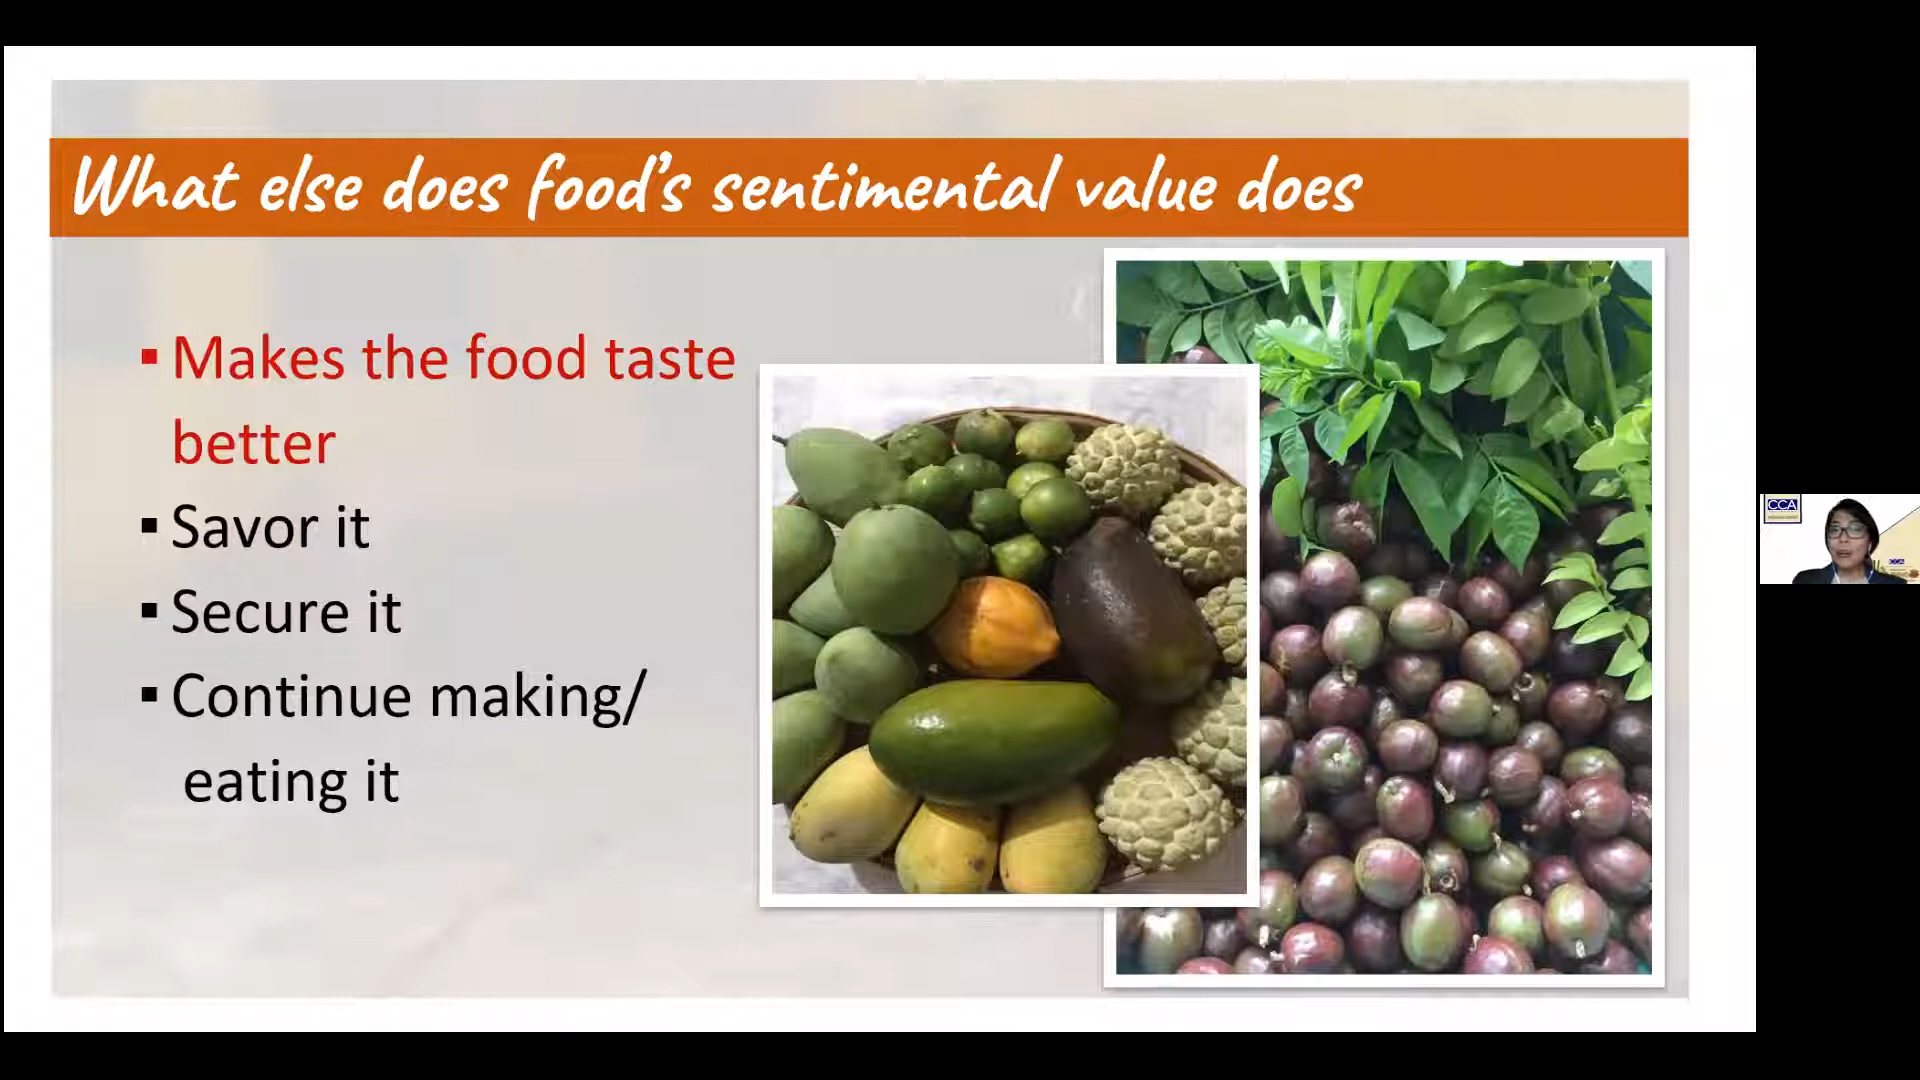 What else does food's sentimental value does
▪ Makes the food taste
better
▪ Savor it
▪ Secure it
▪ Continue making/
eating it
CCA
CCA